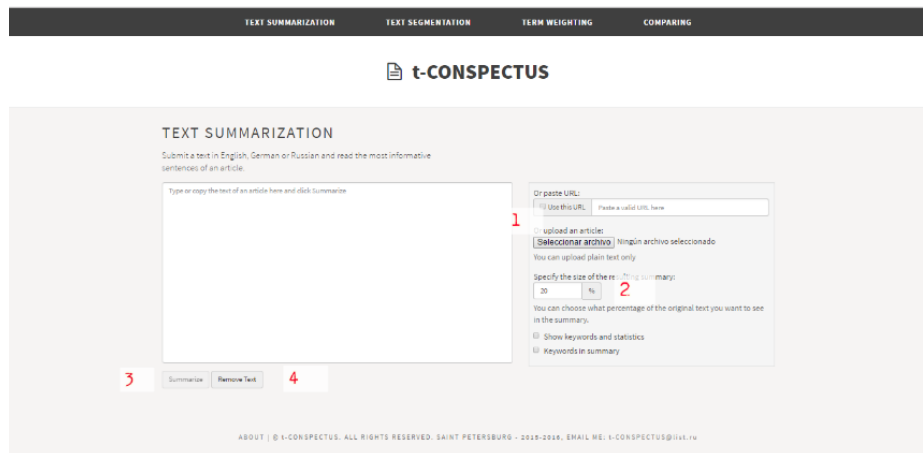 TEXT SUMMARIZATION TEXT SEGMENTATION TERM WEIGHTING COMPARING
t-CONSPECTUS
TEXT SUMMARIZATION
Submit a text in English, German or Russian and read the most informative
sentences of an article.
Type or copy the text of an article here and click Summarize
Or paste URL:
1
Use this URL Paste a valid URL here
Or upload an article:
Seleccionar archivo Ningún archivo seleccionado
You can upload plain text only
Specify the size of the resulting summary:
20 % 2
You can choose what percentage of the original text you want to see
in the summary.
Show keywords and statistics
Keywords in summary
3 Summarize Remove Text 4
ABOUT | © t-CONSPECTUS. ALL RIGHTS RESERVED. SAINT PETERSBURG - 2015-2016, EMAIL ME: t-CONSPECTUS@list.ru